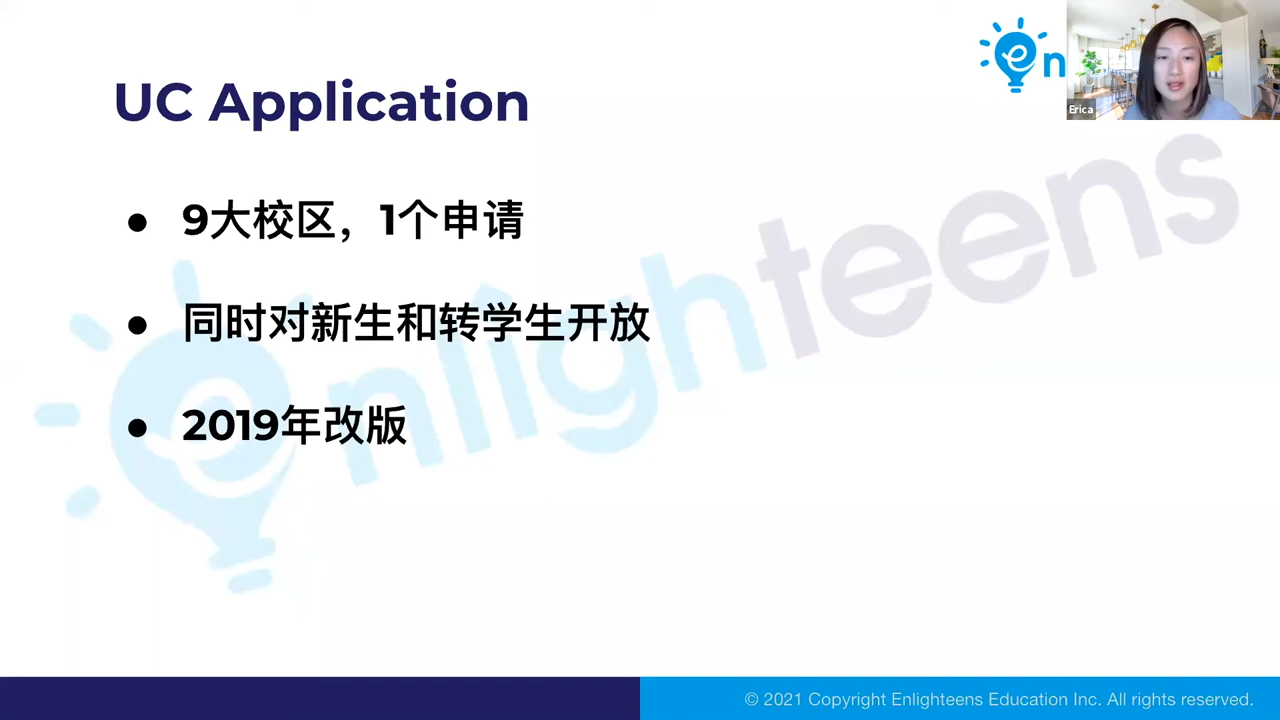 en
Erica
UC Application
● 9大校区，1个申请
● 同时对新生和转学生开放
● 2019年改版
enlighteens
© 2021 Copyright Enlighteens Education Inc. All rights reserved.